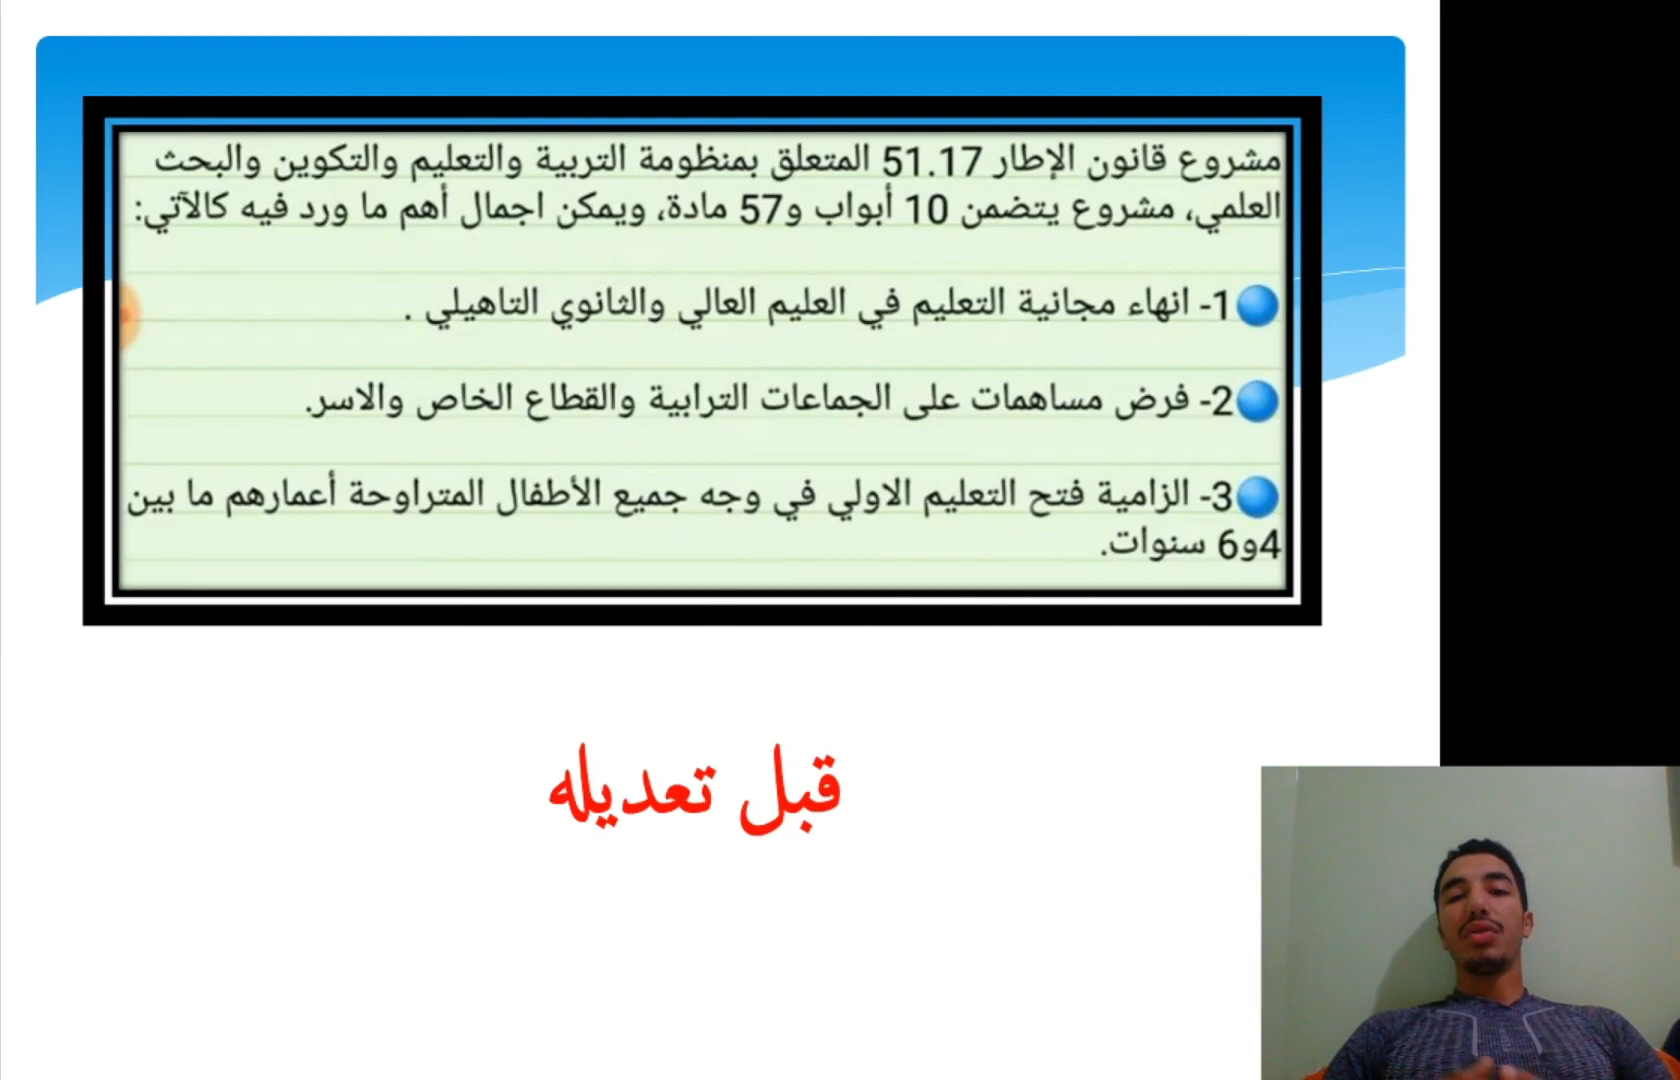 مشروع قانون الإطار 51.17 المتعلق بمنظومة التربية والتعليم والتكوين والبحث
العلمي، مشروع يتضمن 10 أبواب و57 مادة، ويمكن اجمال أهم ما ورد فيه كالآتي:
1- انهاء مجانية التعليم في العليم العالي والثانوي التاهيلي .
2- فرض مساهمات على الجماعات الترابية والقطاع الخاص والاسر.
3- الزامية فتح التعليم الاولي في وجه جميع الأطفال المتراوحة أعمارهم ما بين
4و6 سنوات.
قبل تعديله